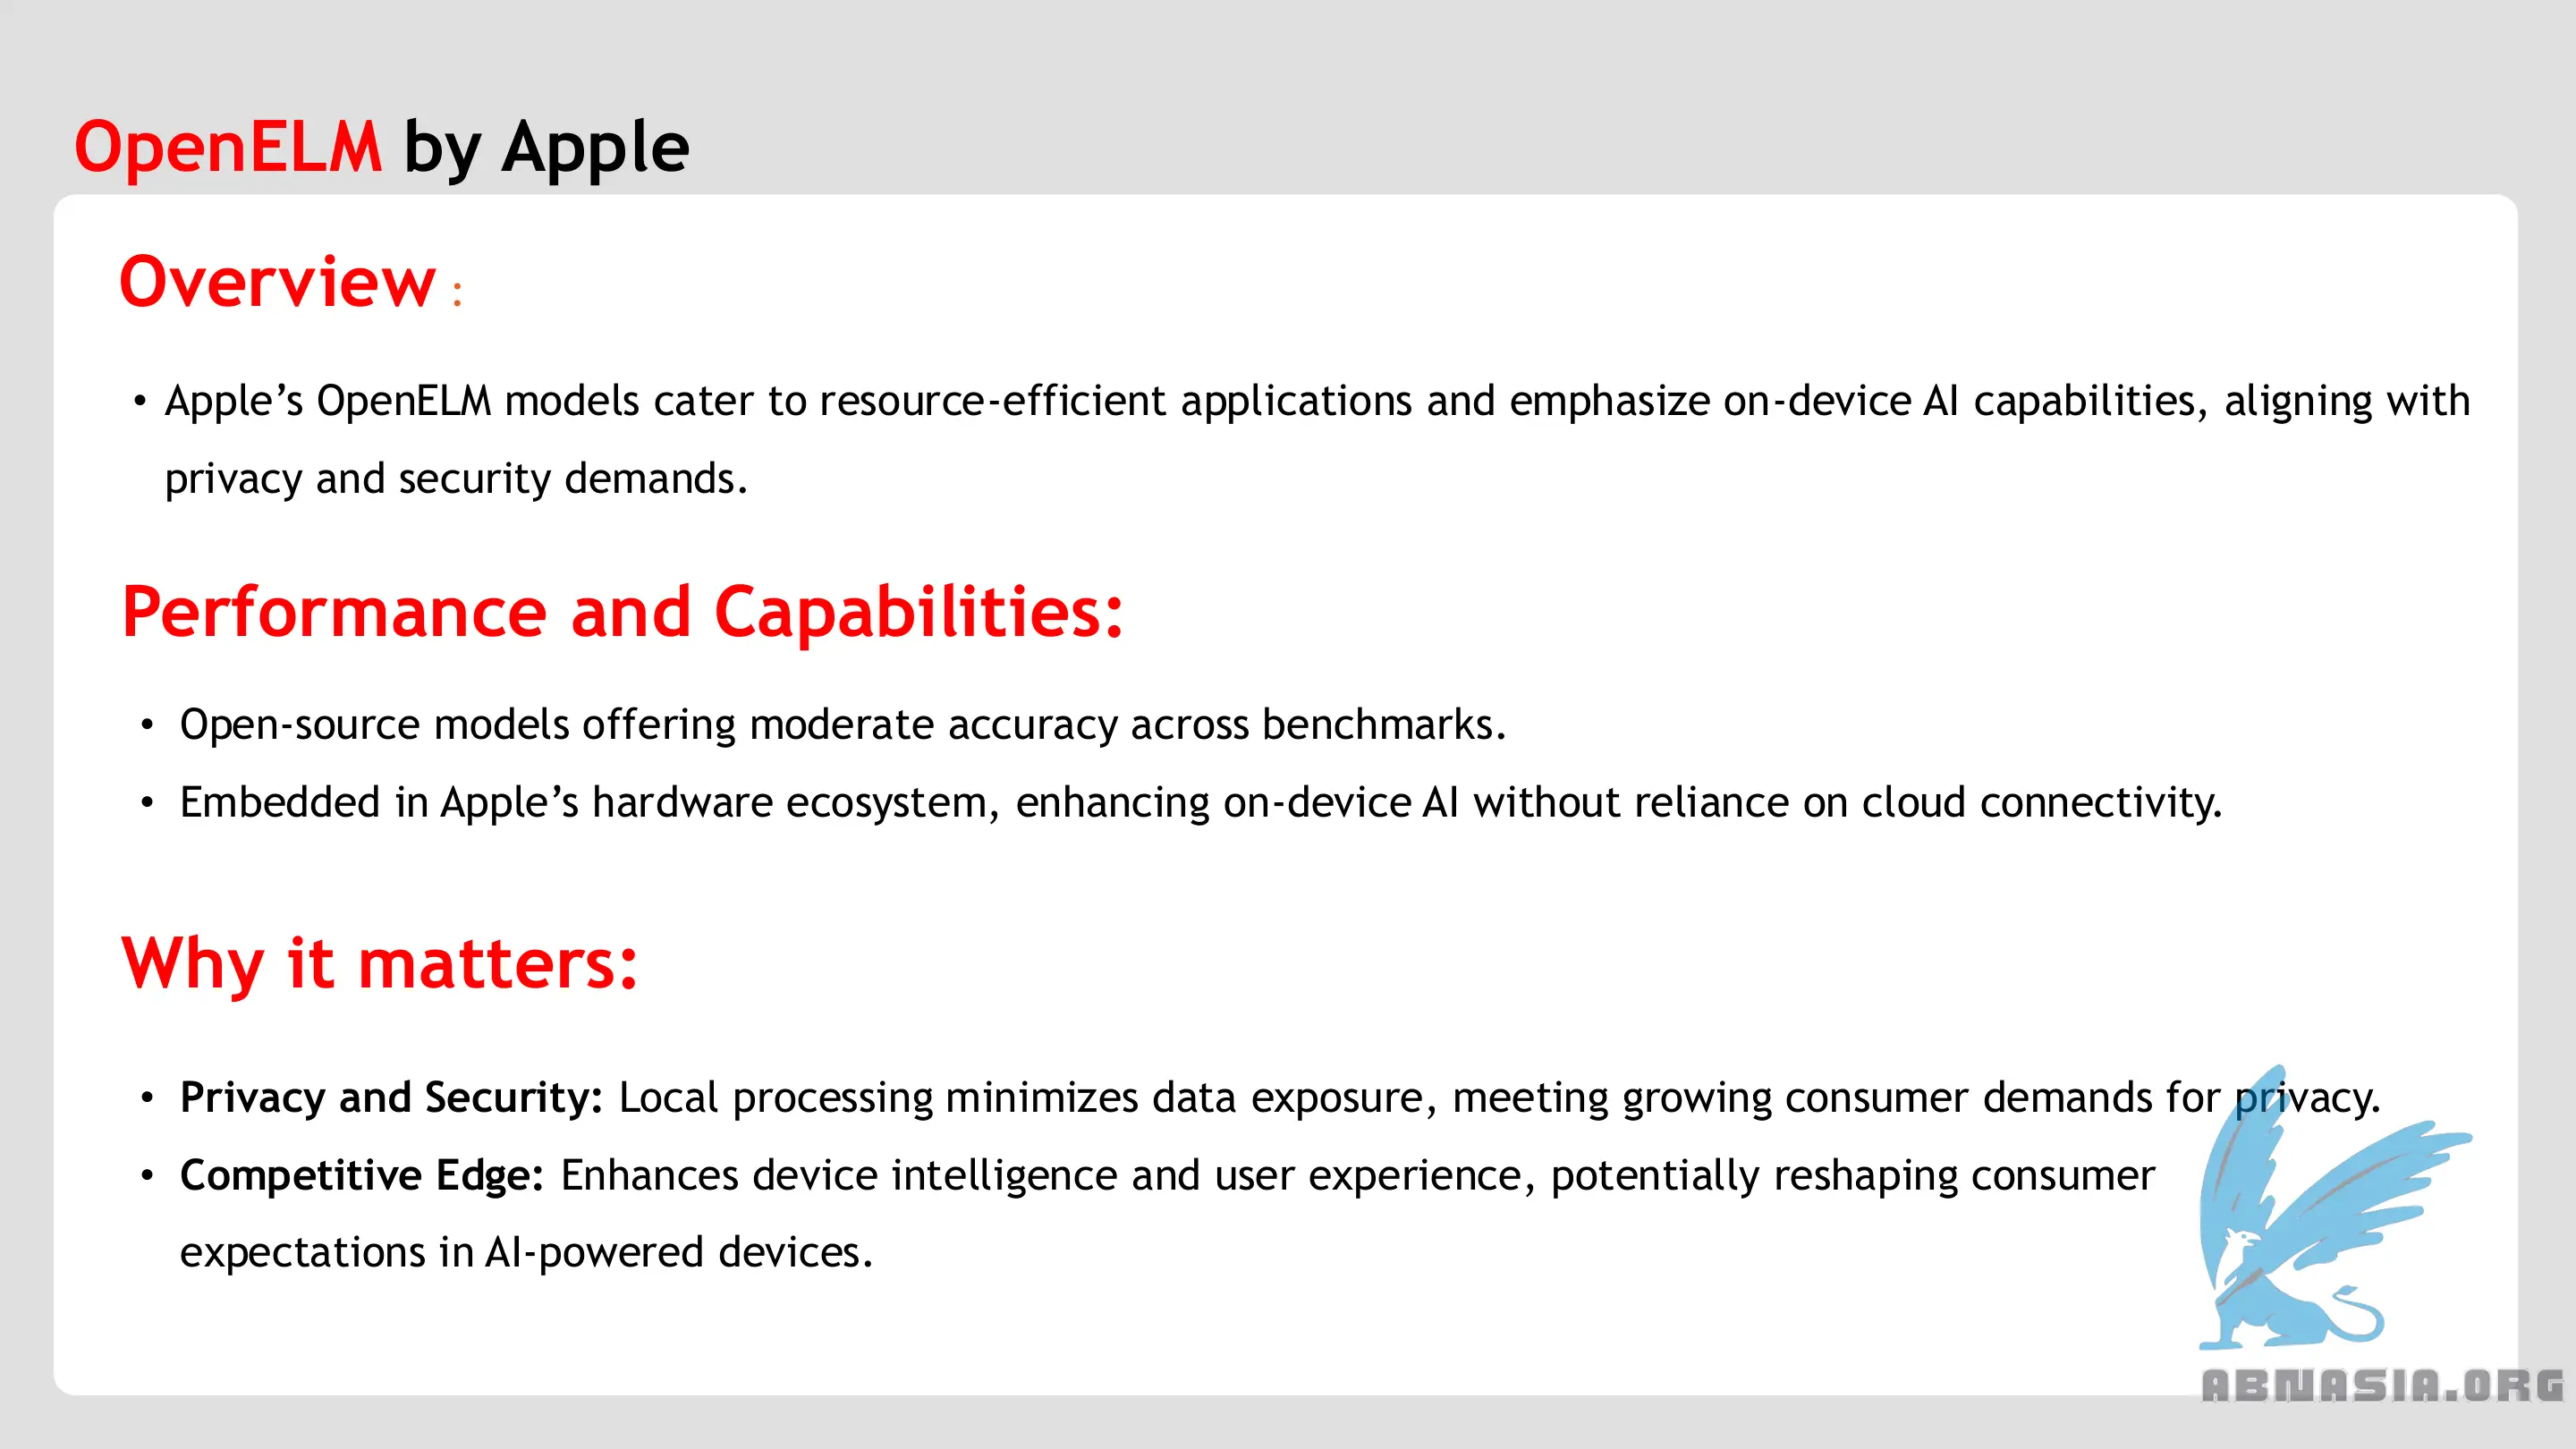 OpenELM by Apple
Overview :
• Apple’s OpenELM models cater to resource-efficient applications and emphasize on-device AI capabilities, aligning with
privacy and security demands.
Performance and Capabilities:
• Open-source models offering moderate accuracy across benchmarks.
• Embedded in Apple’s hardware ecosystem, enhancing on-device AI without reliance on cloud connectivity.
Why it matters:
• Privacy and Security: Local processing minimizes data exposure, meeting growing consumer demands for privacy.
• Competitive Edge: Enhances device intelligence and user experience, potentially reshaping consumer
expectations in AI-powered devices.
ABNASIA.ORG